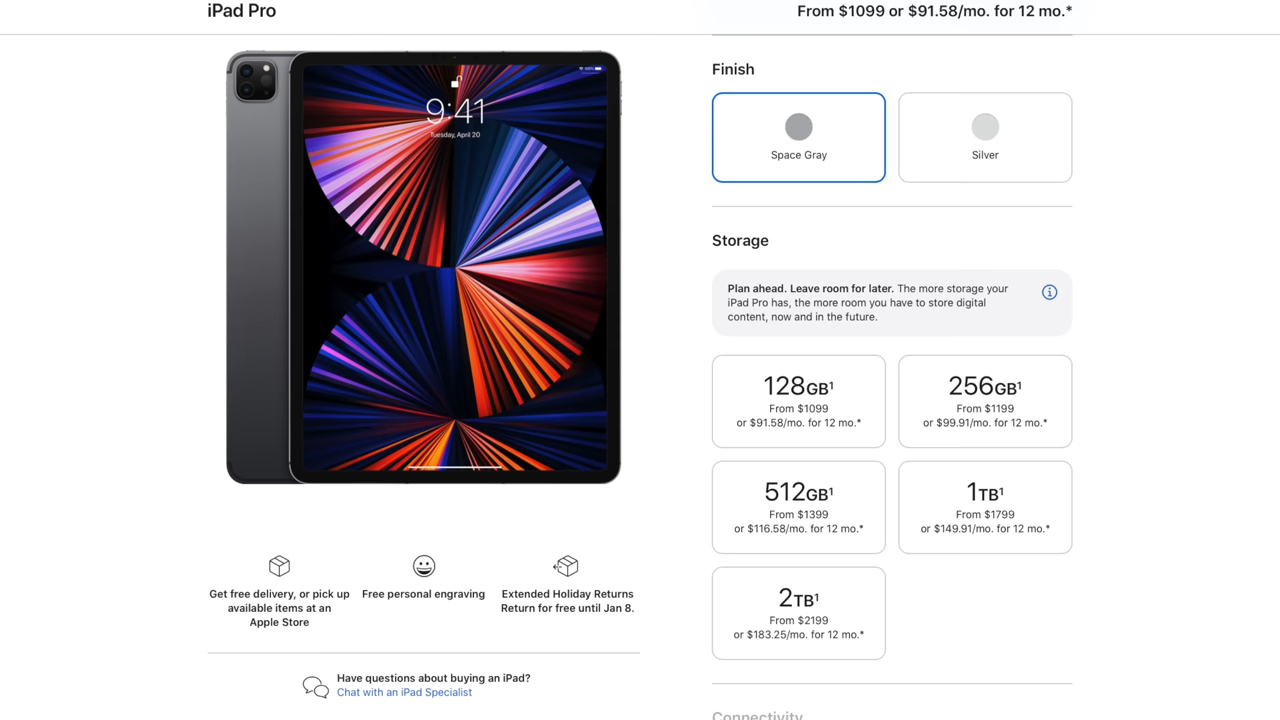 iPad Pro
From $1099 or $91.58/mo. for 12 mo.*
9:41
Tuesday, April 20
Get free delivery, or pick up
available items at an
Apple Store
Free personal engraving
Extended Holiday Returns
Return for free until Jan 8.
Have questions about buying an iPad?
Chat with an iPad Specialist
Finish
Space Gray
Silver
Storage
Plan ahead. Leave room for later. The more storage your
iPad Pro has, the more room you have to store digital
content, now and in the future.
128GB¹
From $1099
or $91.58/mo. for 12 mo.*
256GB¹
From $1199
or $99.91/mo. for 12 mo.*
512GB¹
From $1399
or $116.58/mo. for 12 mo.*
1TB¹
From $1799
or $149.91/mo. for 12 mo.*
2TB¹
From $2199
or $183.25/mo. for 12 mo.*
Connectivity